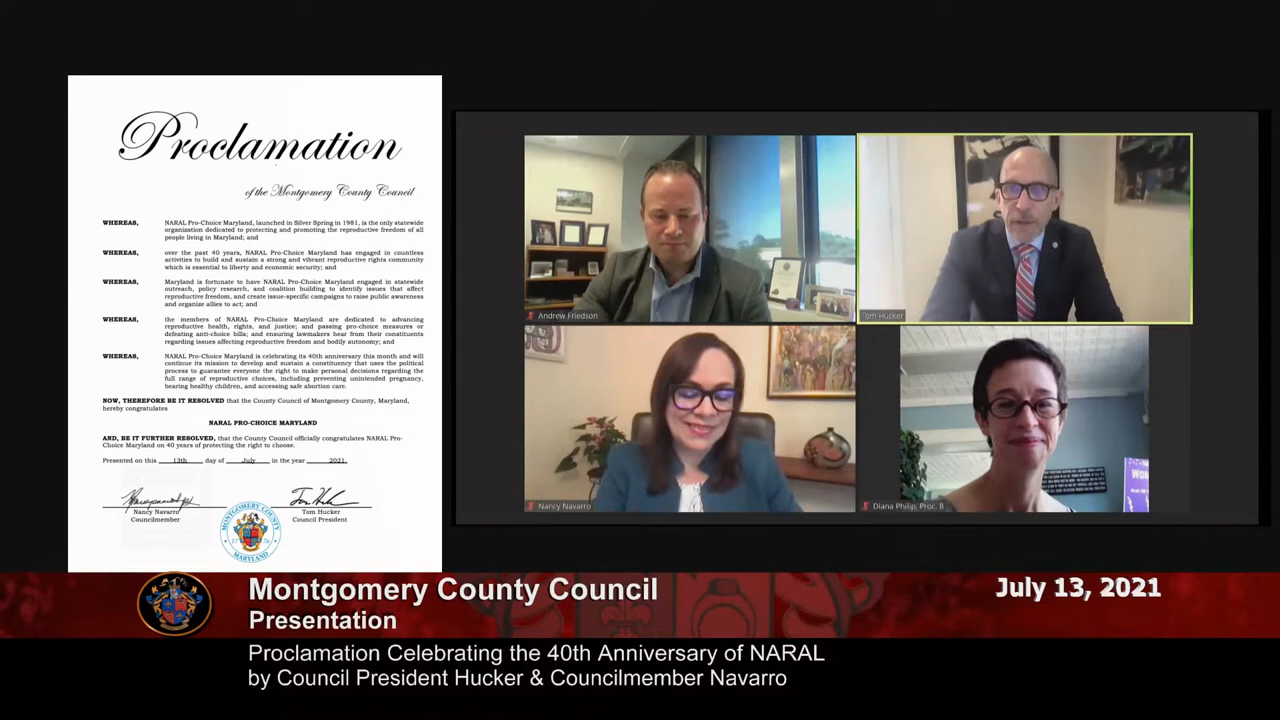 Proclamation
of the Montgomery County Council
WHEREAS, NARAL Pro-Choice Maryland, launched in Silver Spring in 1981, is the only statewide
organization dedicated to protecting and promoting the reproductive freedom of all
people living in Maryland; and
WHEREAS, over the past 40 years, NARAL Pro-Choice Maryland has engaged in countless
activities to build and sustain a strong and vibrant reproductive rights community
which is essential to liberty and economic security; and
WHEREAS, Maryland is fortunate to have NARAL Pro-Choice Maryland engaged in statewide
outreach, policy research, and coalition building to identify issues that affect
reproductive freedom, and create issue-specific campaigns to raise public awareness
and organize allies to act; and
WHEREAS, the members of NARAL Pro-Choice Maryland are dedicated to advancing
reproductive health, rights, and justice; and passing pro-choice measures or
defeating anti-choice bills; and ensuring lawmakers hear from their constituents
regarding issues affecting reproductive freedom and bodily autonomy; and
WHEREAS, NARAL Pro-Choice Maryland is celebrating its 40th anniversary this month and will
continue its mission to develop and sustain a constituency that uses the political
process to guarantee everyone the right to make personal decisions regarding the
full range of reproductive choices, including preventing unintended pregnancy,
bearing healthy children, and accessing safe abortion care.
NOW, THEREFORE BE IT RESOLVED that the County Council of Montgomery County, Maryland,
hereby congratulates
NARAL PRO-CHOICE MARYLAND
AND, BE IT FURTHER RESOLVED, that the County Council officially congratulates NARAL Pro-
Choice Maryland on 40 years of protecting the right to choose.
Presented on this 13th day of July in the year 2021.
Nancy Navarro
Councilmember
Tom Hucker
Council President
MONTGOMERY COUNTY
17 76
MARYLAND
Andrew Friedson
Tom Hucker
Nancy Navarro
Diana Philip, Proc. B
Montgomery County Council
Presentation
July 13, 2021
Proclamation Celebrating the 40th Anniversary of NARAL
by Council President Hucker & Councilmember Navarro